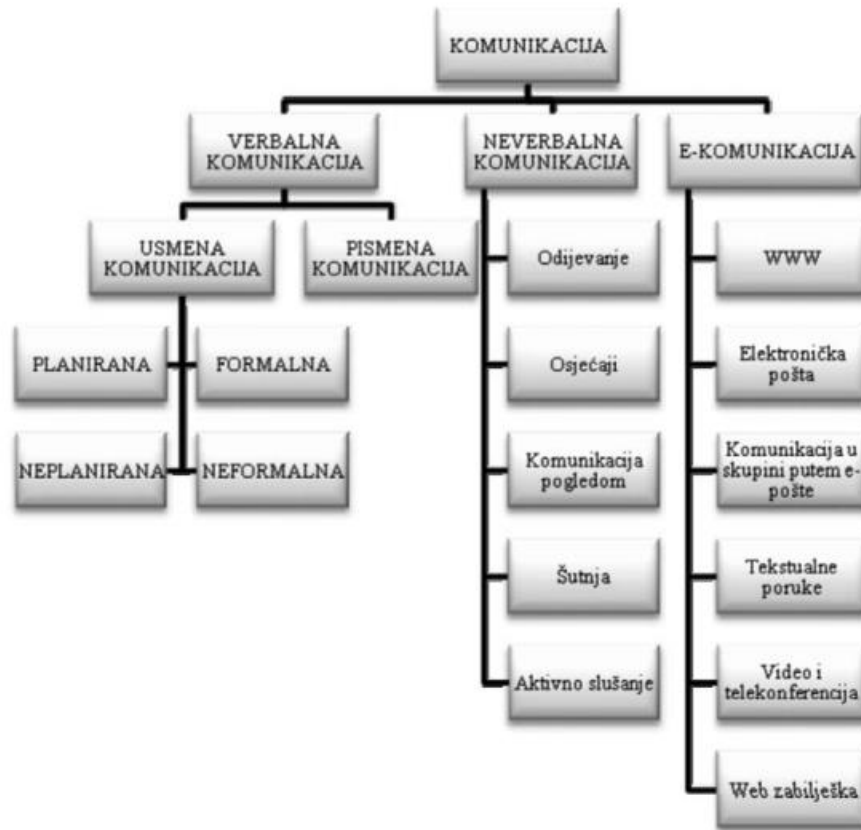 KOMUNIKACIJA
VERBALNA
KOMUNIKACIJA
NEVERBALNA
KOMUNIKACIJA
E-KOMUNIKACIJA
USMENA
KOMUNIKACIJA
PISMENA
KOMUNIKACIJA
PLANIRANA
FORMALNA
NEPLANIRANA
NEFORMALNA
Odijevanje
Osjećaji
Komunikacija
pogledom
Šutnja
Aktivno slušanje
WWW
Elektronička
pošta
Komunikacija u
skupini putem e-
pošte
Tekstualne
poruke
Video i
telekonferencija
Web zabilješka